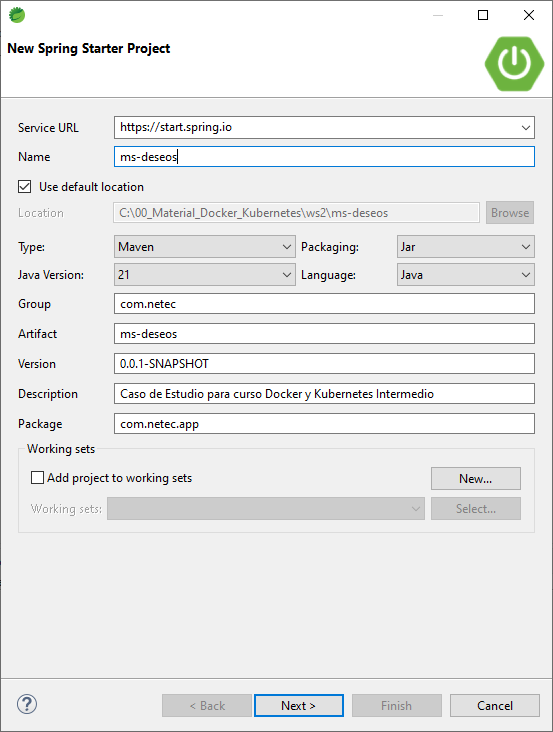 New Spring Starter Project
Service URL https://start.spring.io
Name ms-deseos
Use default location
Location C:\00_Material_Docker_Kubernetes\ws2\ms-deseos Browse
Type: Maven Packaging: Jar
Java Version: 21 Language: Java
Group com.netec
Artifact ms-deseos
Version 0.0.1-SNAPSHOT
Description Caso de Estudio para curso Docker y Kubernetes Intermedio
Package com.netec.app
Working sets
Add project to working sets New...
Working sets: Select...
? < Back Next > Finish Cancel